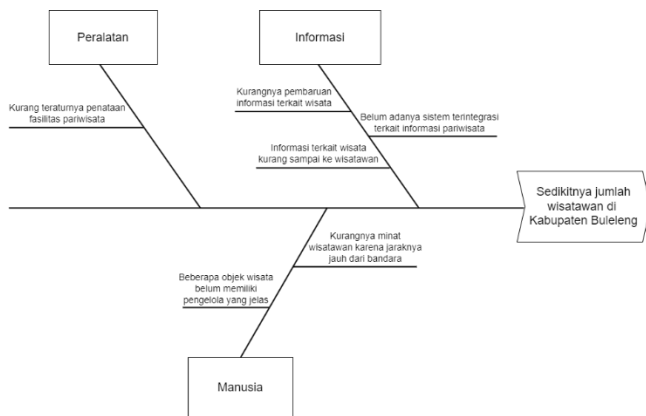 Peralatan
Informasi
Kurang teraturnya penataan
fasilitas pariwisata
Kurangnya pembaruan
informasi terkait wisata
Belum adanya sistem terintegrasi
terkait informasi pariwisata
Informasi terkait wisata
kurang sampai ke wisatawan
Sedikitnya jumlah
wisatawan di
Kabupaten Buleleng
Kurangnya minat
wisatawan karena jaraknya
jauh dari bandara
Beberapa objek wisata
belum memiliki
pengelola yang jelas
Manusia